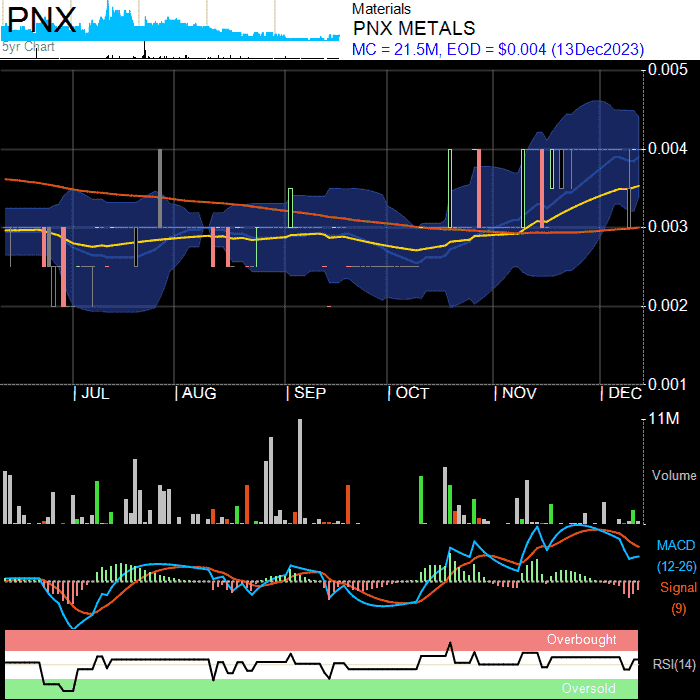 PNX
5yr Chart
Materials
PNX METALS
MC = 21.5M, EOD = $0.004 (13Dec2023)
0.005
0.004
0.003
0.002
0.001
| JUL | AUG | SEP | OCT | NOV | DEC
11M
Volume
MACD
(12-26)
Signal
(9)
Overbought
RSI(14)
Oversold